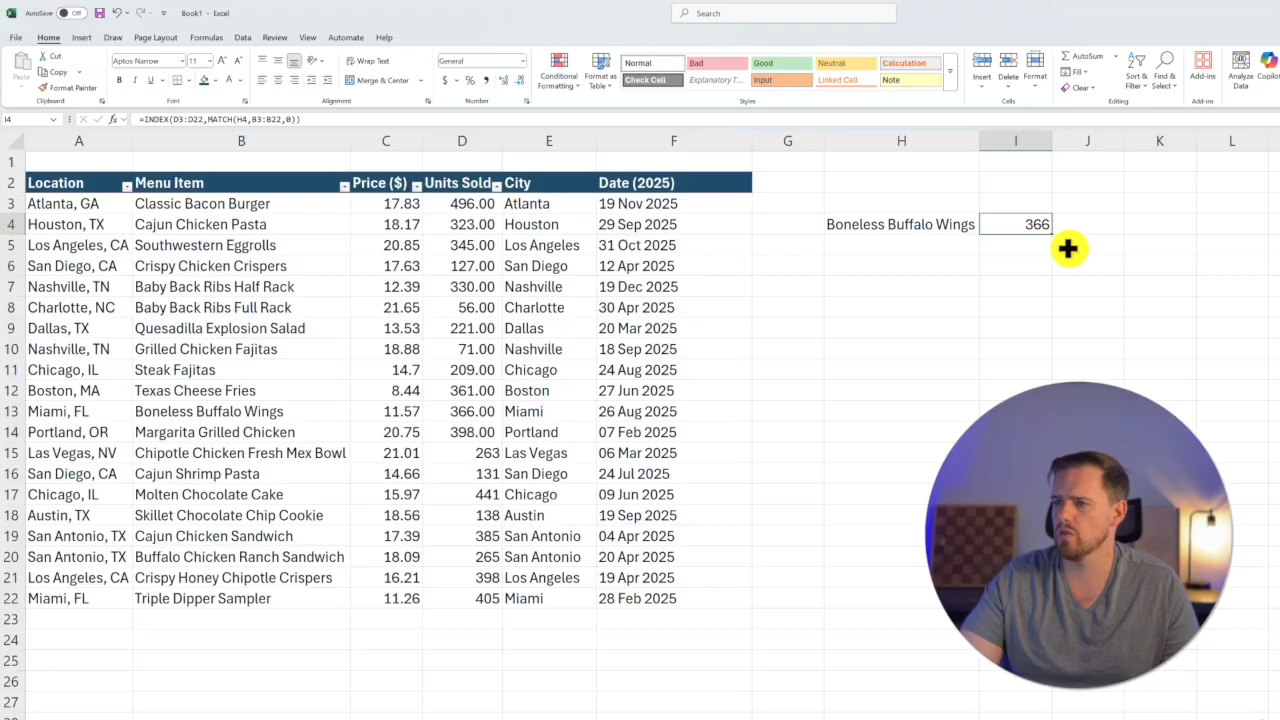 AutoSave Off Book1 - Excel Search
File Home Insert Draw Page Layout Formulas Data Review View Automate Help
Paste Cut Copy Format Painter Clipboard
Aptos Narrow 11 A A B I U A Font
Wrap Text Merge & Center Alignment
General $ % Number
Conditional Formatting Format as Table
Normal Bad Good Neutral Calculation
Check Cell Explanatory T... Input Linked Cell Note
Styles
Insert Delete Format Cells
AutoSum Fill Clear Sort & Filter Find & Select Editing
Add-ins Add-ins Analyze Data Copilo
I4 fx =INDEX(D3:D22,MATCH(H4,B3:B22,0))
A B C D E F G H I J K L
1
2 Location Menu Item Price ($) Units Sold City Date (2025)
3 Atlanta, GA Classic Bacon Burger 17.83 496.00 Atlanta 19 Nov 2025
4 Houston, TX Cajun Chicken Pasta 18.17 323.00 Houston 29 Sep 2025 Boneless Buffalo Wings 366
5 Los Angeles, CA Southwestern Eggrolls 20.85 345.00 Los Angeles 31 Oct 2025
6 San Diego, CA Crispy Chicken Crispers 17.63 127.00 San Diego 12 Apr 2025
7 Nashville, TN Baby Back Ribs Half Rack 12.39 330.00 Nashville 19 Dec 2025
8 Charlotte, NC Baby Back Ribs Full Rack 21.65 56.00 Charlotte 30 Apr 2025
9 Dallas, TX Quesadilla Explosion Salad 13.53 221.00 Dallas 20 Mar 2025
10 Nashville, TN Grilled Chicken Fajitas 18.88 71.00 Nashville 18 Sep 2025
11 Chicago, IL Steak Fajitas 14.7 209.00 Chicago 24 Aug 2025
12 Boston, MA Texas Cheese Fries 8.44 361.00 Boston 27 Jun 2025
13 Miami, FL Boneless Buffalo Wings 11.57 366.00 Miami 26 Aug 2025
14 Portland, OR Margarita Grilled Chicken 20.75 398.00 Portland 07 Feb 2025
15 Las Vegas, NV Chipotle Chicken Fresh Mex Bowl 21.01 263 Las Vegas 06 Mar 2025
16 San Diego, CA Cajun Shrimp Pasta 14.66 131 San Diego 24 Jul 2025
17 Chicago, IL Molten Chocolate Cake 15.97 441 Chicago 09 Jun 2025
18 Austin, TX Skillet Chocolate Chip Cookie 18.56 138 Austin 19 Sep 2025
19 San Antonio, TX Cajun Chicken Sandwich 17.39 385 San Antonio 04 Apr 2025
20 San Antonio, TX Buffalo Chicken Ranch Sandwich 18.09 265 San Antonio 20 Apr 2025
21 Los Angeles, CA Crispy Honey Chipotle Crispers 16.21 398 Los Angeles 19 Apr 2025
22 Miami, FL Triple Dipper Sampler 11.26 405 Miami 28 Feb 2025
23
24
25
26
27